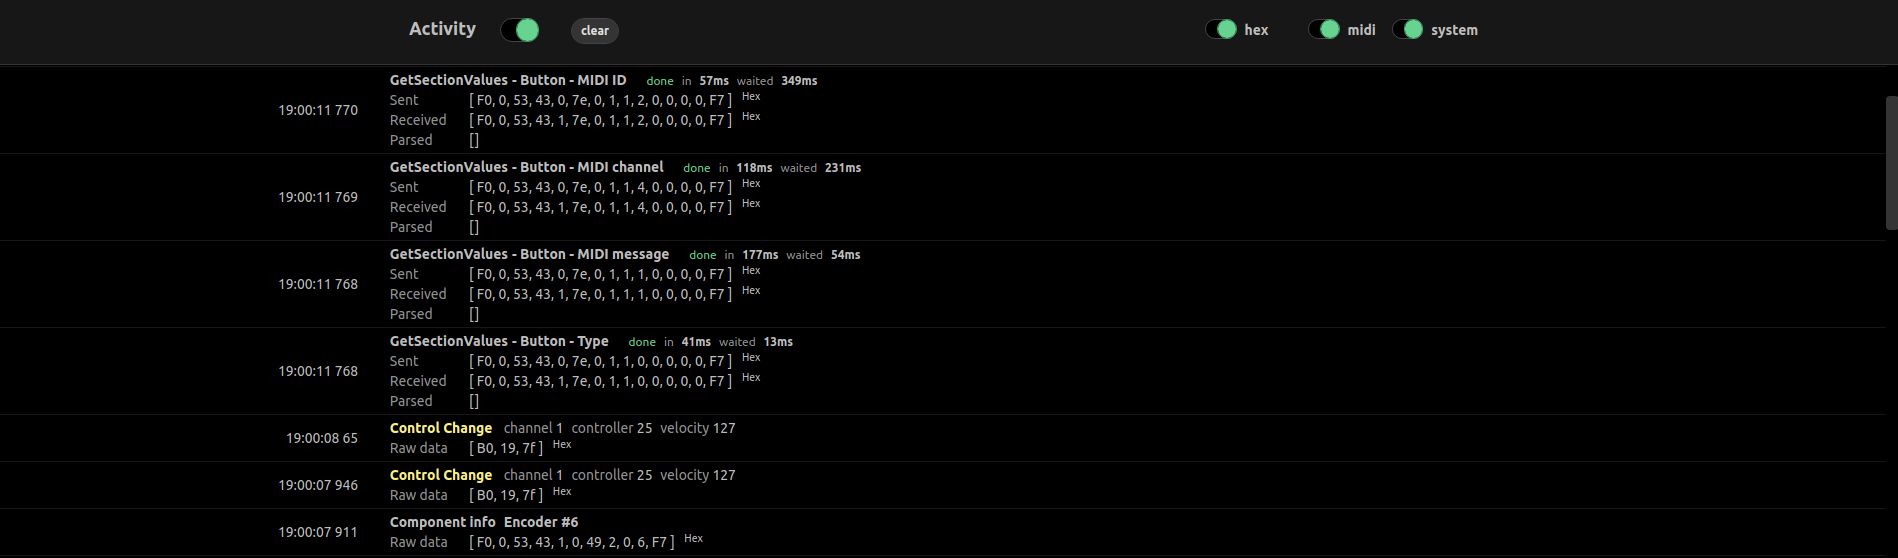 Activity clear hex midi system
GetSectionValues - Button - MIDI ID done in 57ms waited 349ms
19:00:11 770
Sent [ F0, 0, 53, 43, 0, 7e, 0, 1, 1, 2, 0, 0, 0, 0, F7 ] Hex
Received [ F0, 0, 53, 43, 1, 7e, 0, 1, 1, 2, 0, 0, 0, 0, F7 ] Hex
Parsed []
GetSectionValues - Button - MIDI channel done in 118ms waited 231ms
19:00:11 769
Sent [ F0, 0, 53, 43, 0, 7e, 0, 1, 1, 4, 0, 0, 0, 0, F7 ] Hex
Received [ F0, 0, 53, 43, 1, 7e, 0, 1, 1, 4, 0, 0, 0, 0, F7 ] Hex
Parsed []
GetSectionValues - Button - MIDI message done in 177ms waited 54ms
19:00:11 768
Sent [ F0, 0, 53, 43, 0, 7e, 0, 1, 1, 1, 0, 0, 0, 0, F7 ] Hex
Received [ F0, 0, 53, 43, 1, 7e, 0, 1, 1, 1, 0, 0, 0, 0, F7 ] Hex
Parsed []
GetSectionValues - Button - Type done in 41ms waited 13ms
19:00:11 768
Sent [ F0, 0, 53, 43, 0, 7e, 0, 1, 1, 0, 0, 0, 0, 0, F7 ] Hex
Received [ F0, 0, 53, 43, 1, 7e, 0, 1, 1, 0, 0, 0, 0, 0, F7 ] Hex
Parsed []
Control Change channel 1 controller 25 velocity 127
19:00:08 65
Raw data [ B0, 19, 7f ] Hex
Control Change channel 1 controller 25 velocity 127
19:00:07 946
Raw data [ B0, 19, 7f ] Hex
Component info Encoder #6
19:00:07 911
Raw data [ F0, 0, 53, 43, 1, 0, 49, 2, 0, 6, F7 ] Hex